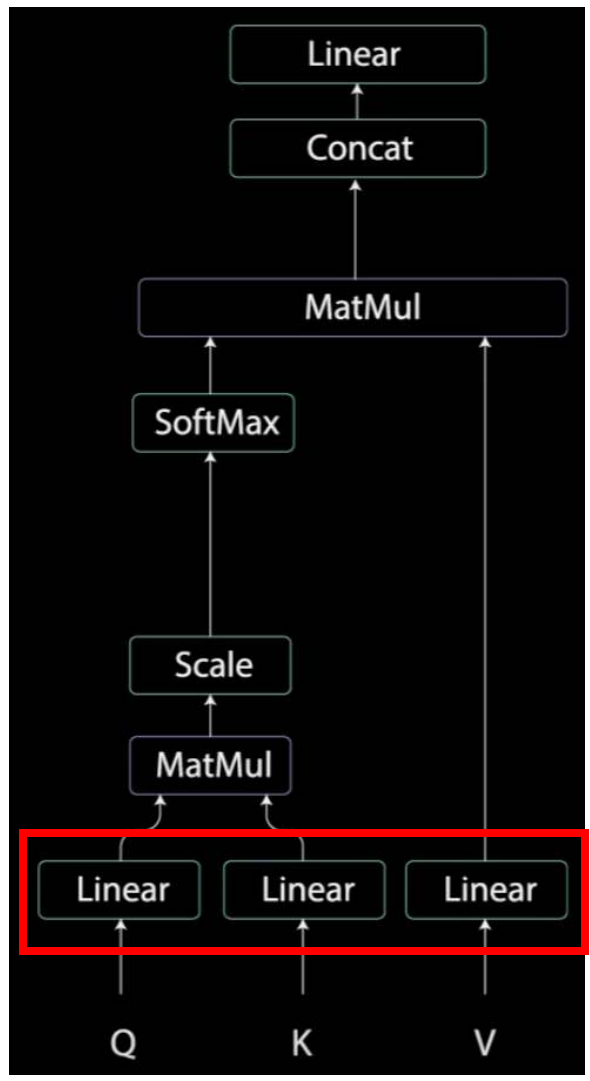 Linear
Concat
MatMul
SoftMax
Scale
MatMul
Linear Linear Linear
Q K V